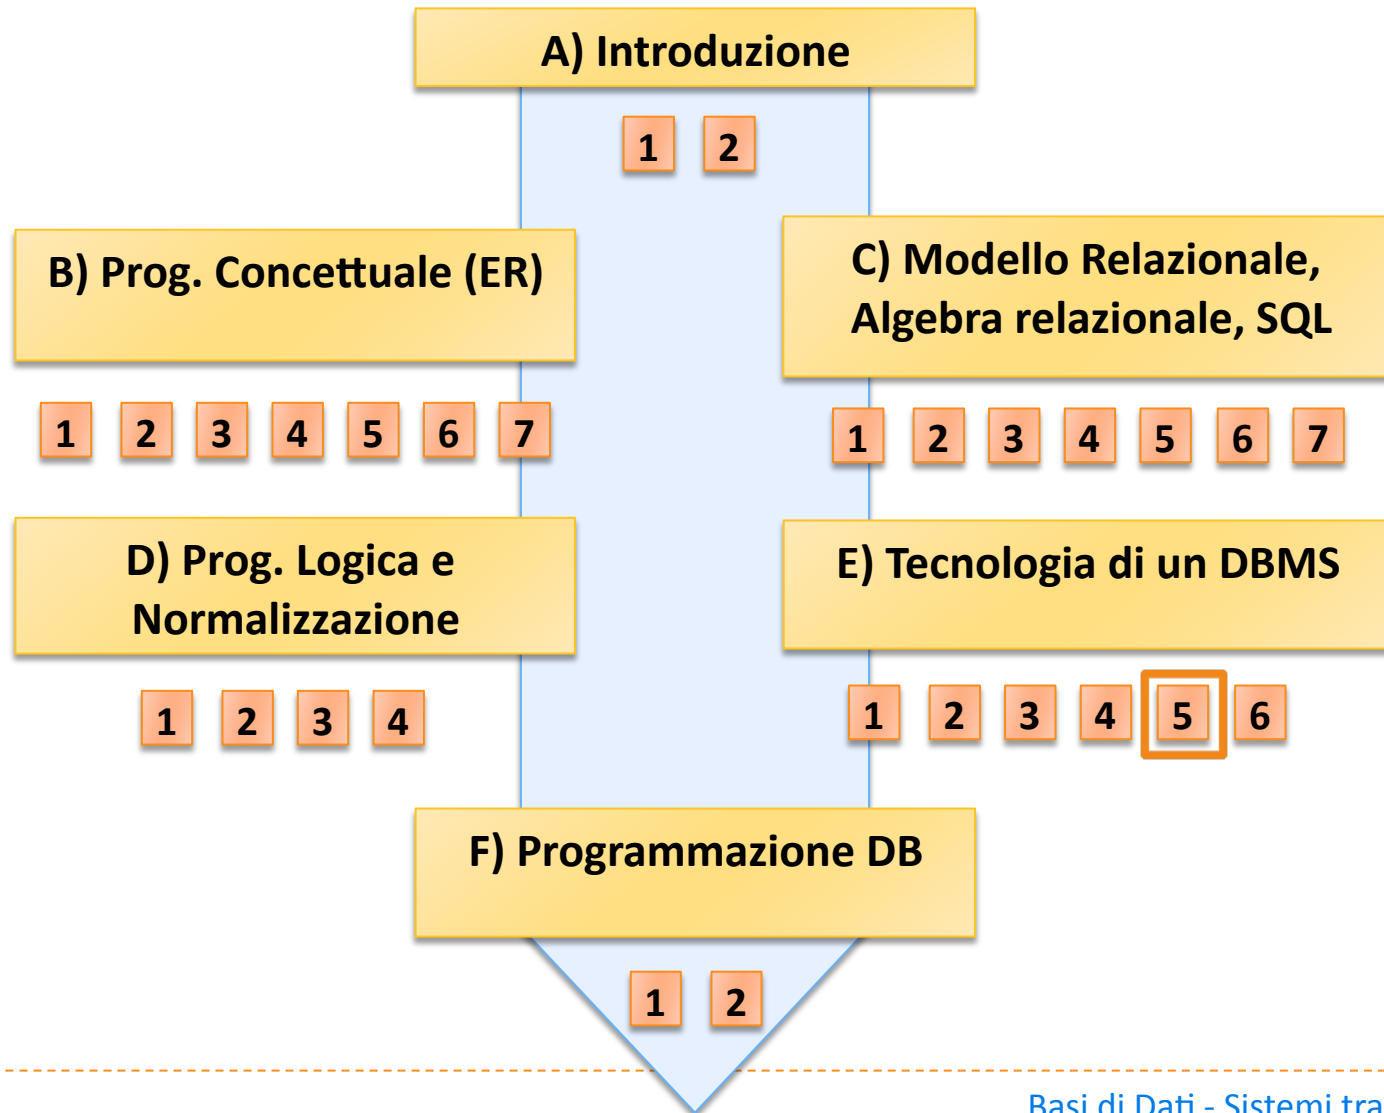 A) Introduzione
1 2
B) Prog. Concettuale (ER)
C) Modello Relazionale,
Algebra relazionale, SQL
1 2 3 4 5 6 7
1 2 3 4 5 6 7
D) Prog. Logica e
Normalizzazione
E) Tecnologia di un DBMS
1 2 3 4
1 2 3 4 5 6
F) Programmazione DB
1 2
Basi di Dati - Sistemi tra